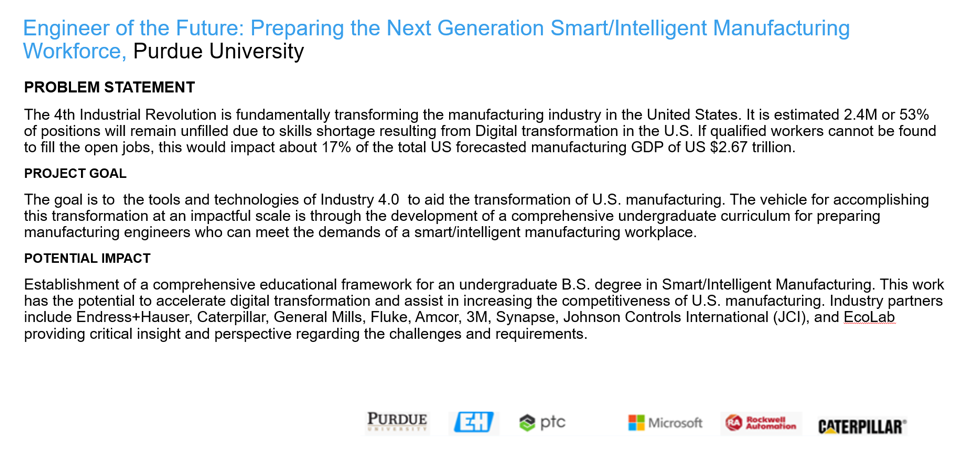 Engineer of the Future: Preparing the Next Generation Smart/Intelligent Manufacturing
Workforce, Purdue University
PROBLEM STATEMENT
The 4th Industrial Revolution is fundamentally transforming the manufacturing industry in the United States. It is estimated 2.4M or 53%
of positions will remain unfilled due to skills shortage resulting from Digital transformation in the U.S. If qualified workers cannot be found
to fill the open jobs, this would impact about 17% of the total US forecasted manufacturing GDP of US $2.67 trillion.
PROJECT GOAL
The goal is to  the tools and technologies of Industry 4.0  to aid the transformation of U.S. manufacturing. The vehicle for accomplishing
this transformation at an impactful scale is through the development of a comprehensive undergraduate curriculum for preparing
manufacturing engineers who can meet the demands of a smart/intelligent manufacturing workplace.
POTENTIAL IMPACT
Establishment of a comprehensive educational framework for an undergraduate B.S. degree in Smart/Intelligent Manufacturing. This work
has the potential to accelerate digital transformation and assist in increasing the competitiveness of U.S. manufacturing. Industry partners
include Endress+Hauser, Caterpillar, General Mills, Fluke, Amcor, 3M, Synapse, Johnson Controls International (JCI), and EcoLab
providing critical insight and perspective regarding the challenges and requirements.
PURDUE
UNIVERSITY
EH
ptc
Microsoft
RA
Rockwell
Automation
CATERPILLAR®